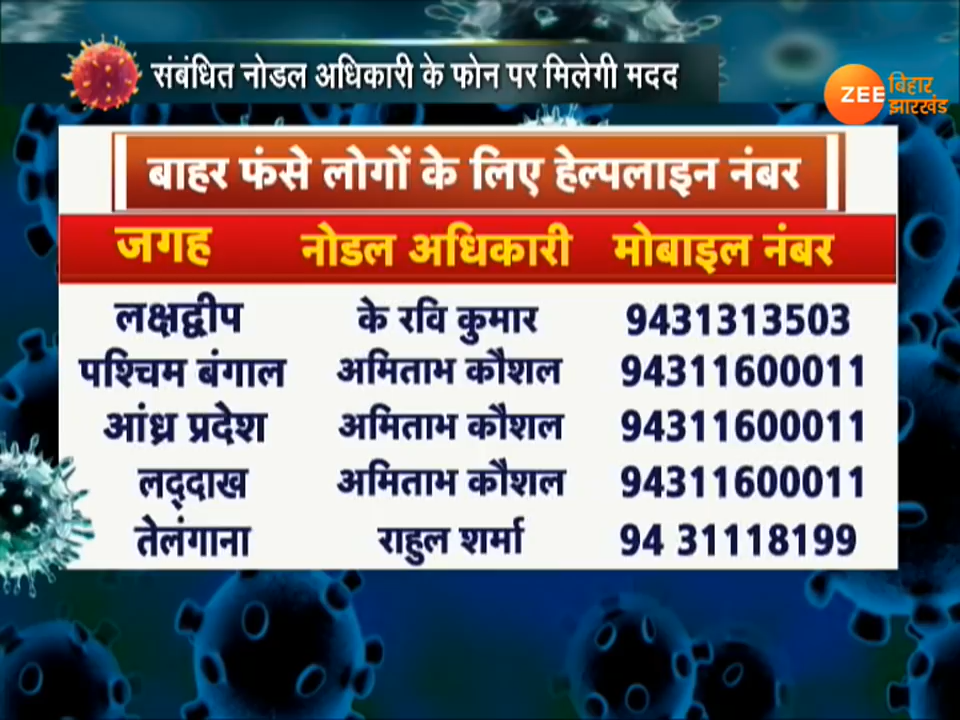 संबंधित नोडल अधिकारी के फोन पर मिलेगी मदद
ZEE बिहार झारखंड
बाहर फंसे लोगों के लिए हेल्पलाइन नंबर
जगह नोडल अधिकारी मोबाइल नंबर
लक्षद्वीप के रवि कुमार 9431313503
पश्चिम बंगाल अमिताभ कौशल 94311600011
आंध्र प्रदेश अमिताभ कौशल 94311600011
लद्दाख अमिताभ कौशल 94311600011
तेलंगाना राहुल शर्मा 94 31118199